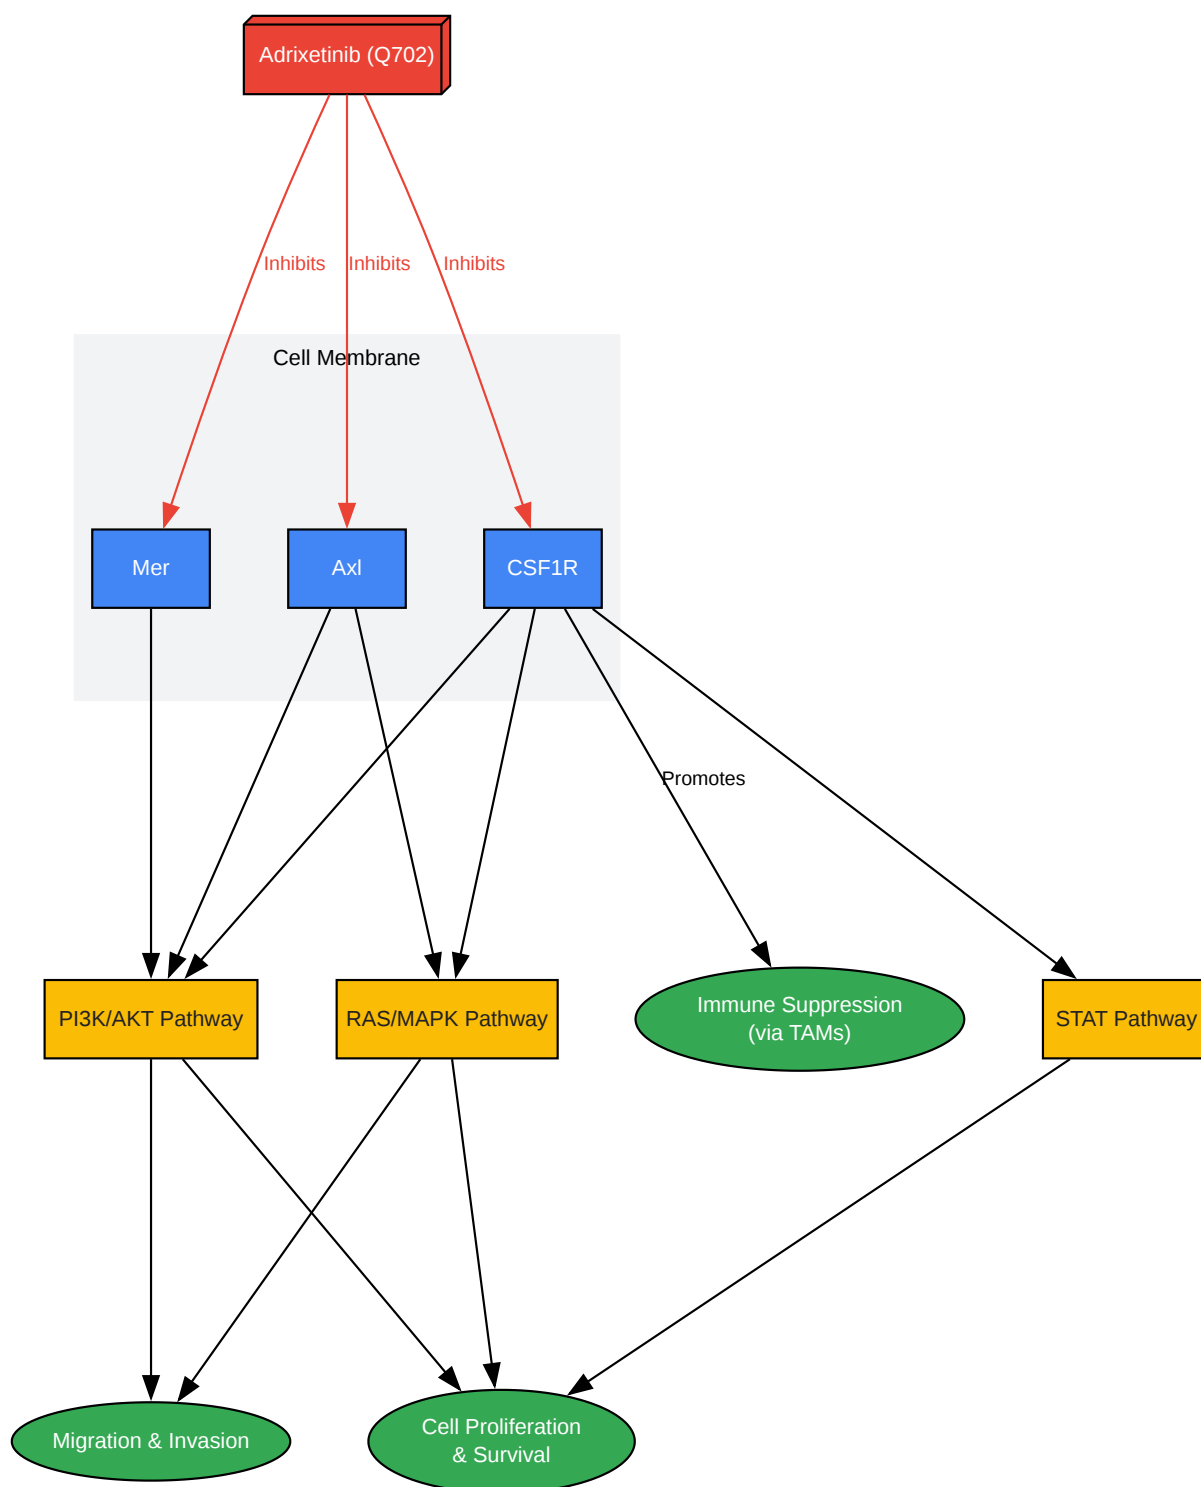 Adrixetinib (Q702)
Inhibits
Inhibits
Inhibits
Cell Membrane
Mer
Axl
CSF1R
Promotes
PI3K/AKT Pathway
RAS/MAPK Pathway
Immune Suppression
(via TAMs)
STAT Pathway
Migration & Invasion
Cell Proliferation
& Survival